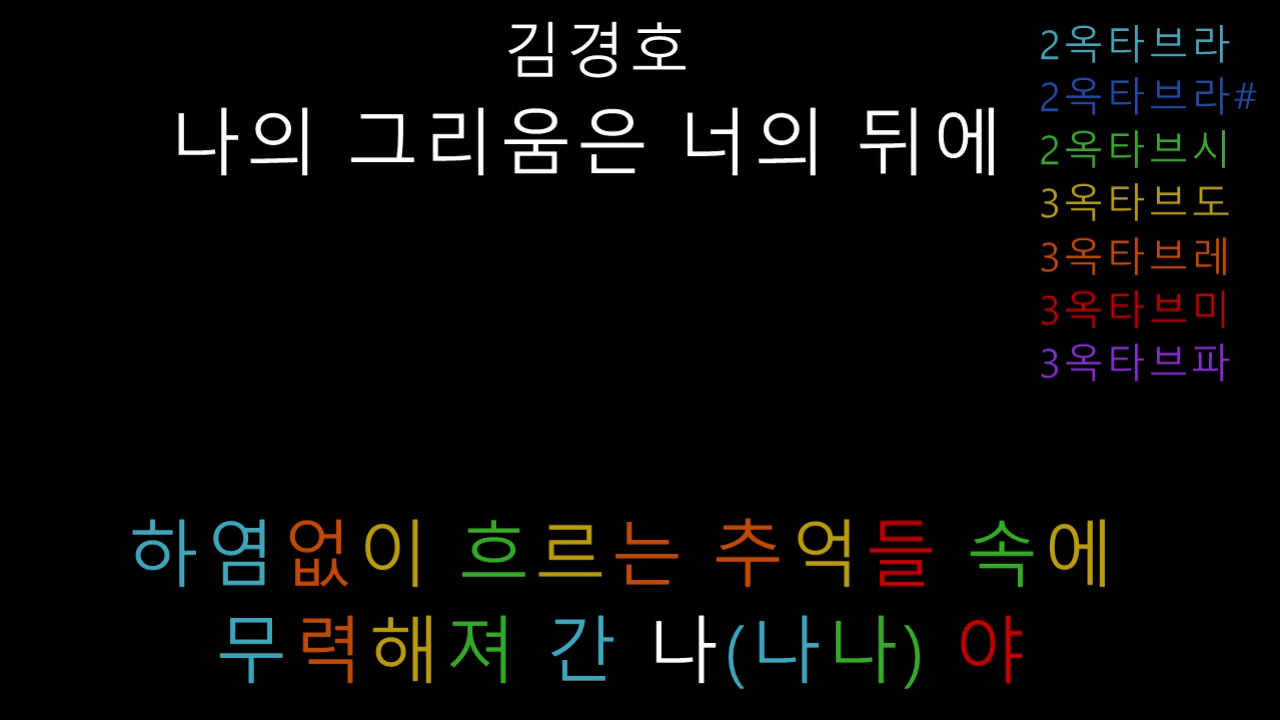 김경호
나의 그리움은 너의 뒤에
2옥타브라
2옥타브라#
2옥타브시
3옥타브도
3옥타브레
3옥타브미
3옥타브파
하염없이 흐르는 추억들 속에
무력해져 간 나(나나) 야